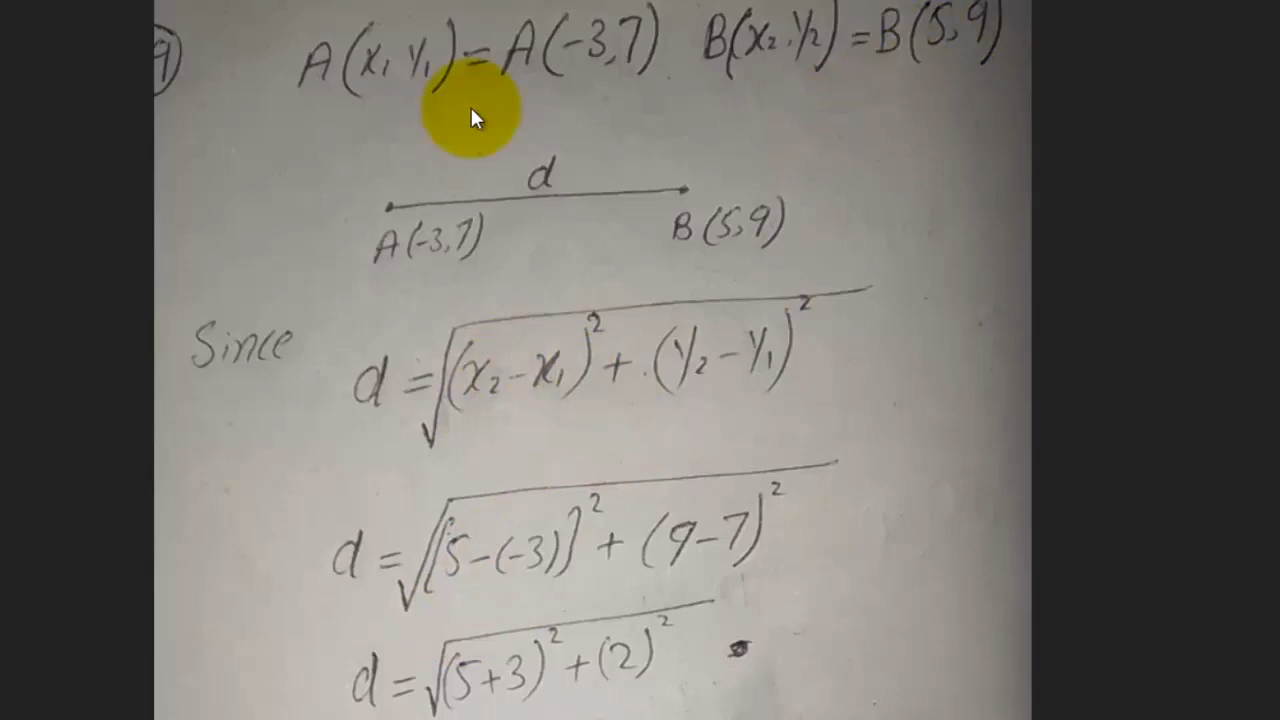 9) A(x₁ y₁) = A(-3,7) B(x₂, y₂) = B(5,9)
d
A(-3,7) B(5,9)
Since
d = √(x₂ - x₁)² + (y₂ - y₁)²
d = √[5-(-3)]² + (9-7)²
d = √(5+3)² + (2)²